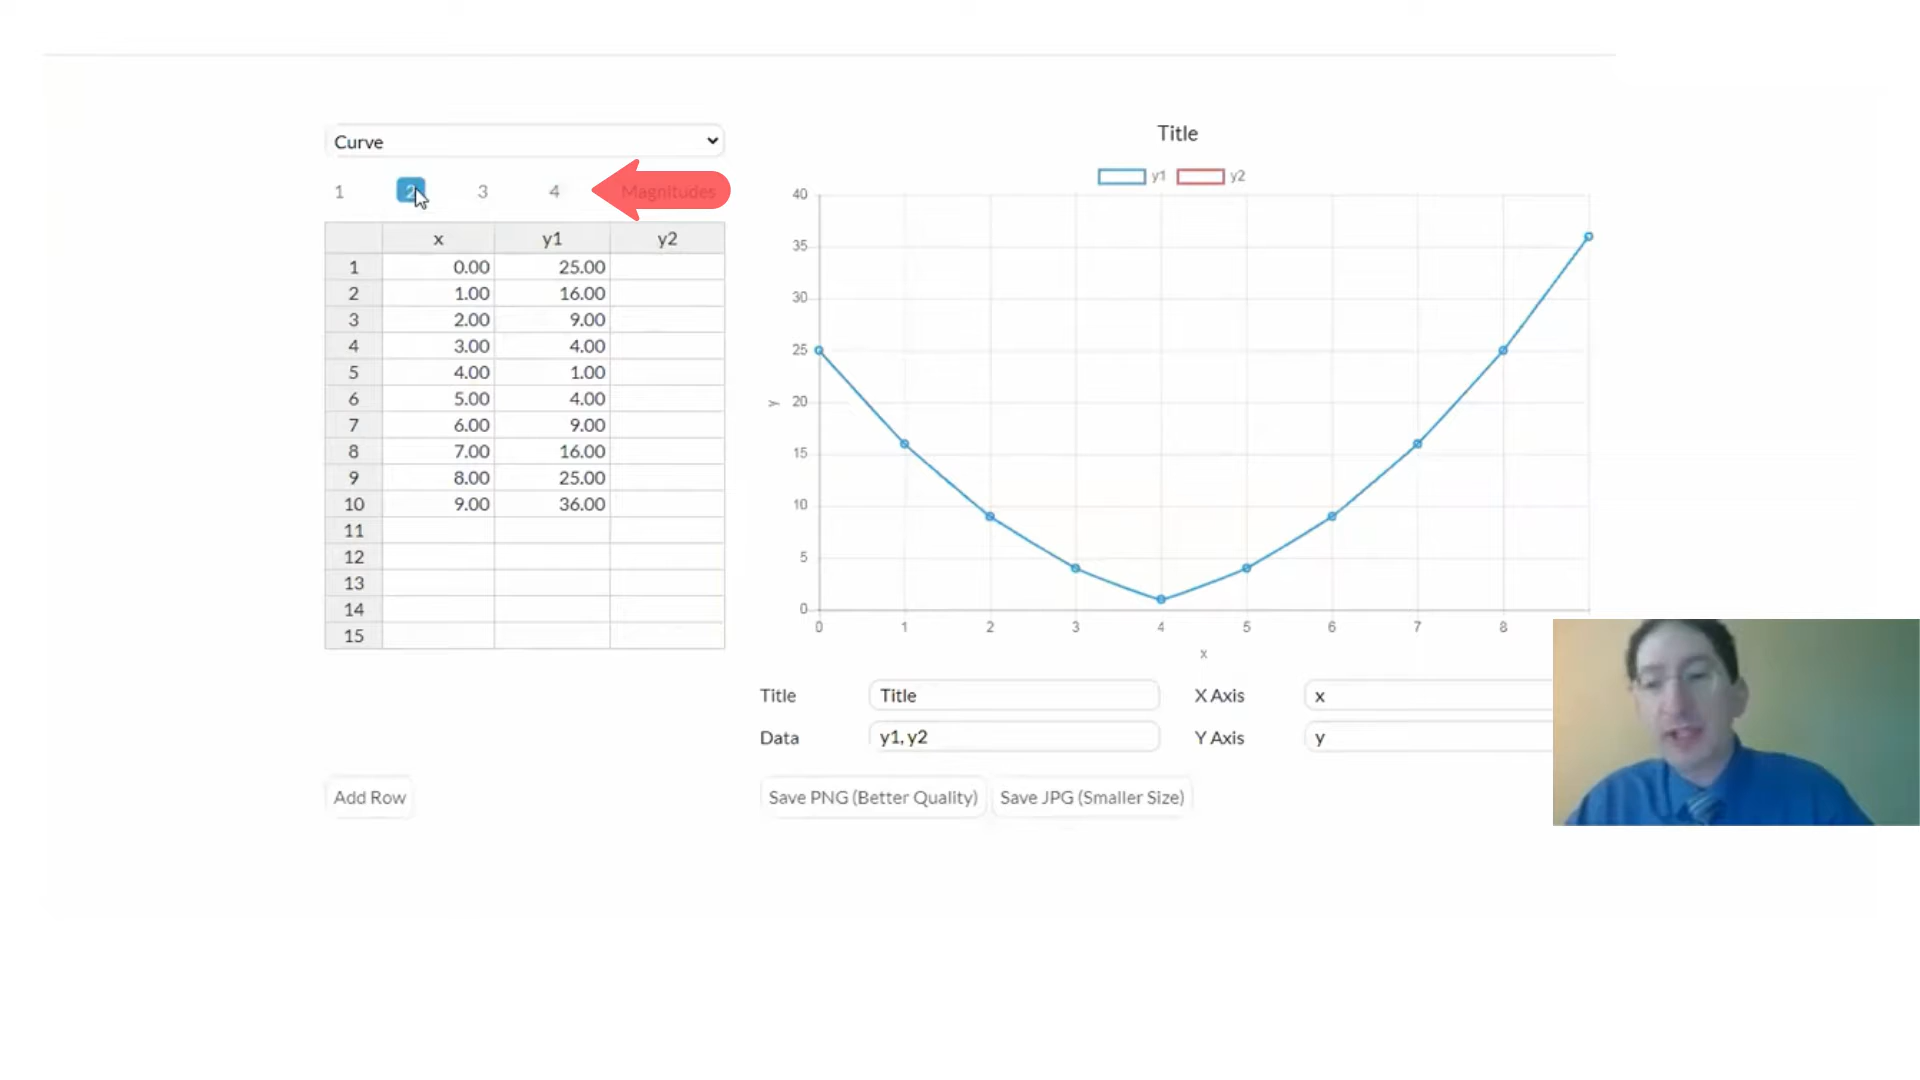 Curve
1 2 3 4 Magnitudes
x y1 y2
1 0.00 25.00
2 1.00 16.00
3 2.00 9.00
4 3.00 4.00
5 4.00 1.00
6 5.00 4.00
7 6.00 9.00
8 7.00 16.00
9 8.00 25.00
10 9.00 36.00
11
12
13
14
15
Add Row
Title
y1 y2
40
35
30
25
20
15
10
5
0
y
0 1 2 3 4 5 6 7 8
x
Title Title X Axis x
Data y1, y2 Y Axis y
Save PNG (Better Quality) Save JPG (Smaller Size)